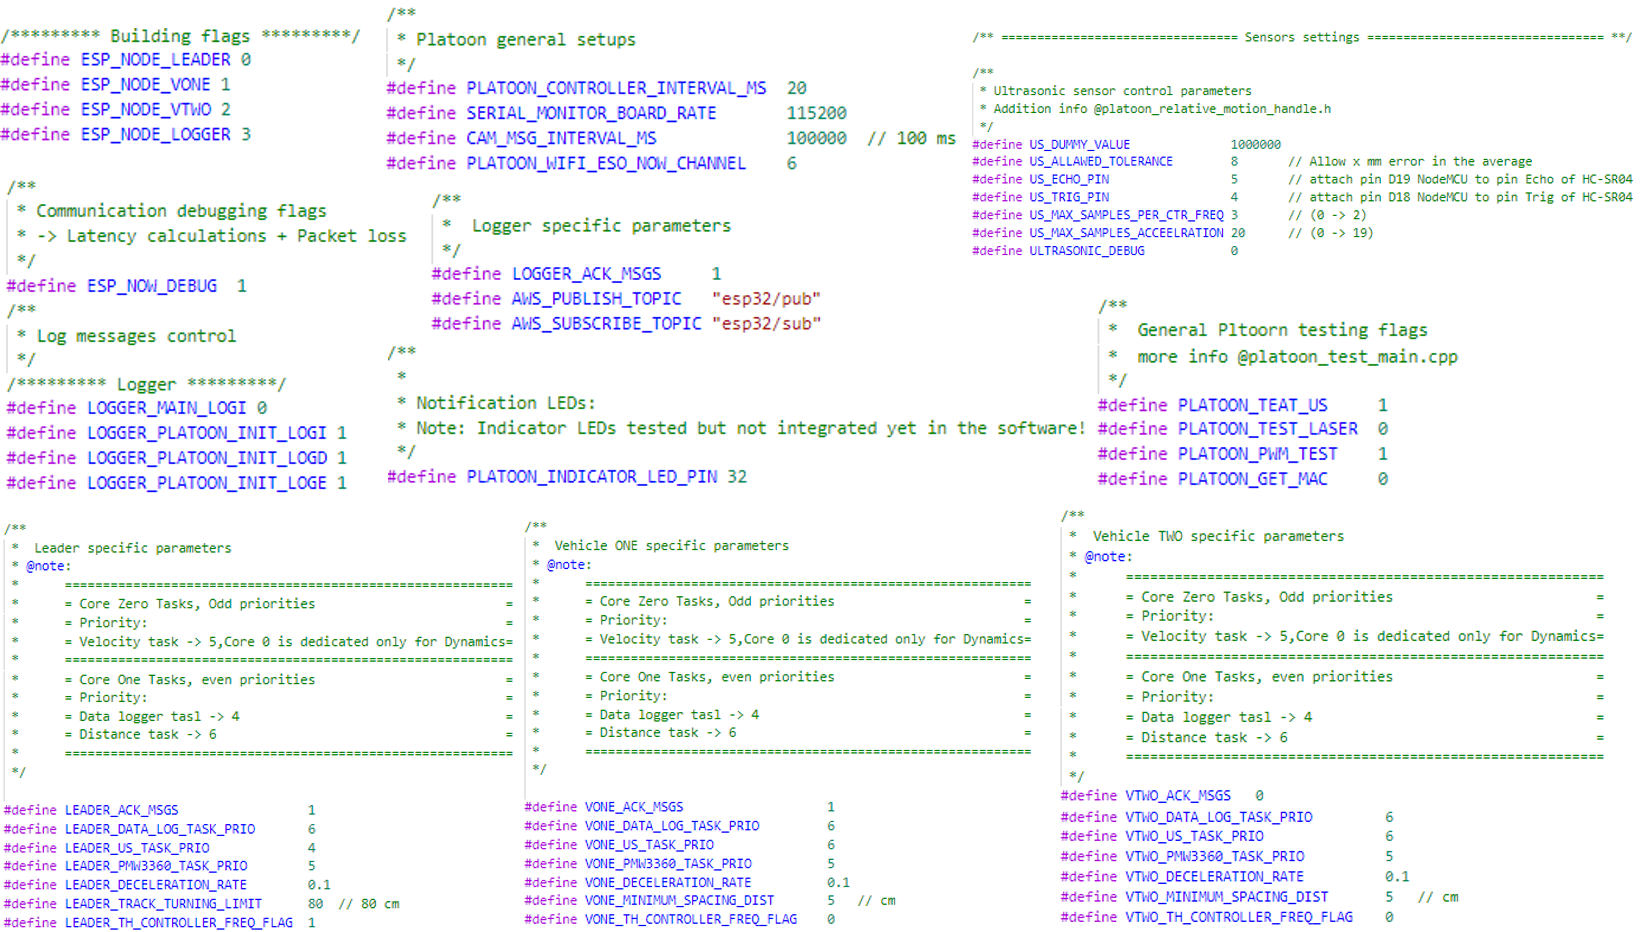 /********* Building flags *********/
#define ESP_NODE_LEADER 0
#define ESP_NODE_VONE 1
#define ESP_NODE_VTWO 2
#define ESP_NODE_LOGGER 3
/**
* Communication debugging flags
* -> Latency calculations + Packet loss
*/
#define ESP_NOW_DEBUG 1
/**
* Log messages control
*/
/********* Logger *********/
#define LOGGER_MAIN_LOGI 0
#define LOGGER_PLATOON_INIT_LOGI 1
#define LOGGER_PLATOON_INIT_LOGD 1
#define LOGGER_PLATOON_INIT_LOGE 1
/**
* Platoon general setups
*/
#define PLATOON_CONTROLLER_INTERVAL_MS 20
#define SERIAL_MONITOR_BOARD_RATE 115200
#define CAM_MSG_INTERVAL_MS 100000 // 100 ms
#define PLATOON_WIFI_ESO_NOW_CHANNEL 6
/**
* Logger specific parameters
*/
#define LOGGER_ACK_MSGS 1
#define AWS_PUBLISH_TOPIC "esp32/pub"
#define AWS_SUBSCRIBE_TOPIC "esp32/sub"
/**
*
* Notification LEDs:
* Note: Indicator LEDs tested but not integrated yet in the software!
*/
#define PLATOON_INDICATOR_LED_PIN 32
/** ================================= Sensors settings ================================= **/
/**
* Ultrasonic sensor control parameters
* Addition info @platoon_relative_motion_handle.h
*/
#define US_DUMMY_VALUE 1000000
#define US_ALLOWED_TOLERANCE 8 // Allow x mm error in the average
#define US_ECHO_PIN 5 // attach pin D19 NodeMCU to pin Echo of HC-SR04
#define US_TRIG_PIN 4 // attach pin D18 NodeMCU to pin Trig of HC-SR04
#define US_MAX_SAMPLES_PER_CTR_FREQ 3 // (0 -> 2)
#define US_MAX_SAMPLES_ACCEELRATION 20 // (0 -> 19)
#define ULTRASONIC_DEBUG 0
/**
* General Pltoorn testing flags
* more info @platoon_test_main.cpp
*/
#define PLATOON_TEAT_US 1
#define PLATOON_TEST_LASER 0
#define PLATOON_PWM_TEST 1
#define PLATOON_GET_MAC 0
/**
* Leader specific parameters
* @note:
* ============================================================
* = Core Zero Tasks, Odd priorities =
* = Priority: =
* = Velocity task -> 5,Core 0 is dedicated only for Dynamics=
* ============================================================
* = Core One Tasks, even priorities =
* = Priority: =
* = Data logger tasl -> 4 =
* = Distance task -> 6 =
* ============================================================
*/
#define LEADER_ACK_MSGS 1
#define LEADER_DATA_LOG_TASK_PRIO 6
#define LEADER_US_TASK_PRIO 4
#define LEADER_PMW3360_TASK_PRIO 5
#define LEADER_DECELERATION_RATE 0.1
#define LEADER_TRACK_TURNING_LIMIT 80 // 80 cm
#define LEADER_TH_CONTROLLER_FREQ_FLAG 1
/**
* Vehicle ONE specific parameters
* @note:
* ============================================================
* = Core Zero Tasks, Odd priorities =
* = Priority: =
* = Velocity task -> 5,Core 0 is dedicated only for Dynamics=
* ============================================================
* = Core One Tasks, even priorities =
* = Priority: =
* = Data logger tasl -> 4 =
* = Distance task -> 6 =
* ============================================================
*/
#define VONE_ACK_MSGS 1
#define VONE_DATA_LOG_TASK_PRIO 6
#define VONE_US_TASK_PRIO 6
#define VONE_PMW3360_TASK_PRIO 5
#define VONE_DECELERATION_RATE 0.1
#define VONE_MINIMUM_SPACING_DIST 5 // cm
#define VONE_TH_CONTROLLER_FREQ_FLAG 0
/**
* Vehicle TWO specific parameters
* @note:
* ============================================================
* = Core Zero Tasks, Odd priorities =
* = Priority: =
* = Velocity task -> 5,Core 0 is dedicated only for Dynamics=
* ============================================================
* = Core One Tasks, even priorities =
* = Priority: =
* = Data logger tasl -> 4 =
* = Distance task -> 6 =
* ============================================================
*/
#define VTWO_ACK_MSGS 0
#define VTWO_DATA_LOG_TASK_PRIO 6
#define VTWO_US_TASK_PRIO 6
#define VTWO_PMW3360_TASK_PRIO 5
#define VTWO_DECELERATION_RATE 0.1
#define VTWO_MINIMUM_SPACING_DIST 5 // cm
#define VTWO_TH_CONTROLLER_FREQ_FLAG 0